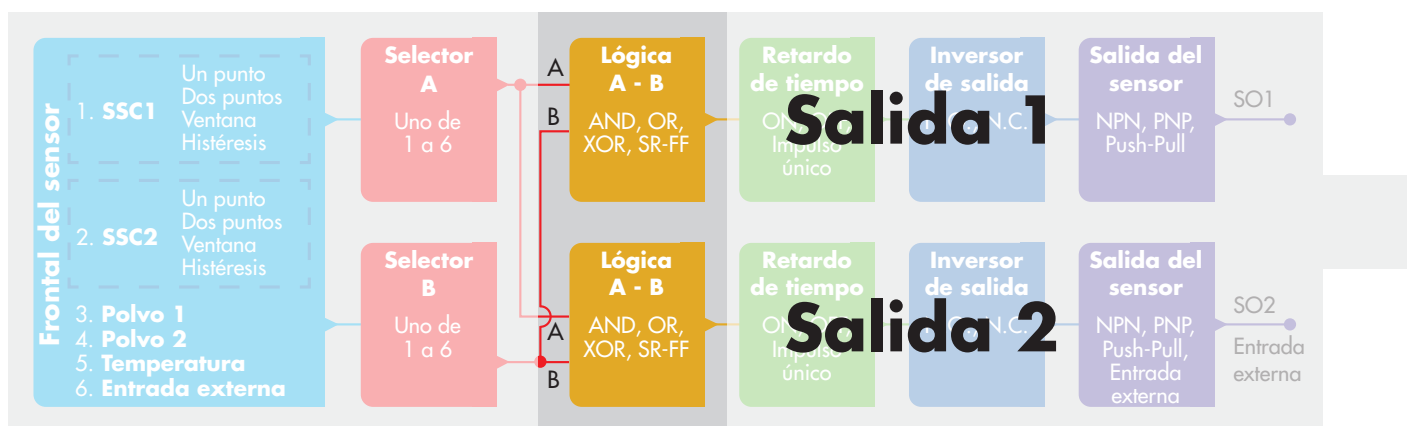 Frontal del sensor
1. SSC1
Un punto
Dos puntos
Ventana
Histéresis
2. SSC2
Un punto
Dos puntos
Ventana
Histéresis
3. Polvo 1
4. Polvo 2
5. Temperatura
6. Entrada externa
Selector
A
Uno de
1 a 6
A
B
Lógica
A - B
AND, OR,
XOR, SR-FF
Retardo
de tiempo
Impulso
único
Inversor
de salida
N.C.
Salida del
sensor
NPN, PNP,
Push-Pull
SO1
Salida 1
Selector
B
Uno de
1 a 6
A
B
Lógica
A - B
AND, OR,
XOR, SR-FF
Retardo
de tiempo
Impulso
único
Inversor
de salida
N.C.
Salida del
sensor
NPN, PNP,
Push-Pull,
Entrada
externa
SO2
Entrada
externa
Salida 2